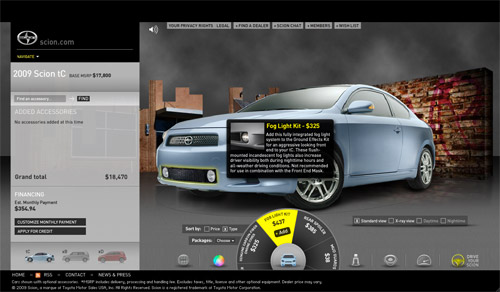 YOUR PRIVACY RIGHTS / LEGAL
+ FIND A DEALER
+ SCION CHAT
+ MEMBERS
+ WISH LIST
scion.com
NAVIGATE
2009 Scion tC BASE MSRP $17,800
Find an accessory:
FIND
ADDED ACCESSORIES
No accessories added at this time
Grand total $18,470
FINANCING
Est. Monthly Payment
$354.94
CUSTOMIZE MONTHLY PAYMENT
APPLY FOR CREDIT
tC
xB
xD
Fog Light Kit - $325
Add this fully integrated fog light
system to the Ground Effects Kit
for an aggressive looking front
end to your tC. These flush-
mounted incandescent fog lights also increase
driver visibility both during nighttime hours and
all-weather driving conditions. Not recommended
for use in combination with the Front End Mask.
Standard view
X-ray view
Daytime
Nighttime
Sort by: Price Type
Packages: Choose
$325
FOG LIGHT KIT
$437
+ Add
REAR SPOILER
$385
$39
DRIVE
YOUR
SCION
HOME
RSS
CONTACT
NEWS & PRESS
Cars shown with optional accessories. *MSRP includes delivery, processing and handling fee. Excludes taxes, title, license and other optional equipment. Dealer price may vary.
© 2009 Scion, a marque of Toyota Motor Sales USA, Inc. All Rights Reserved. Scion is a registered trademark of Toyota Motor Corporation.